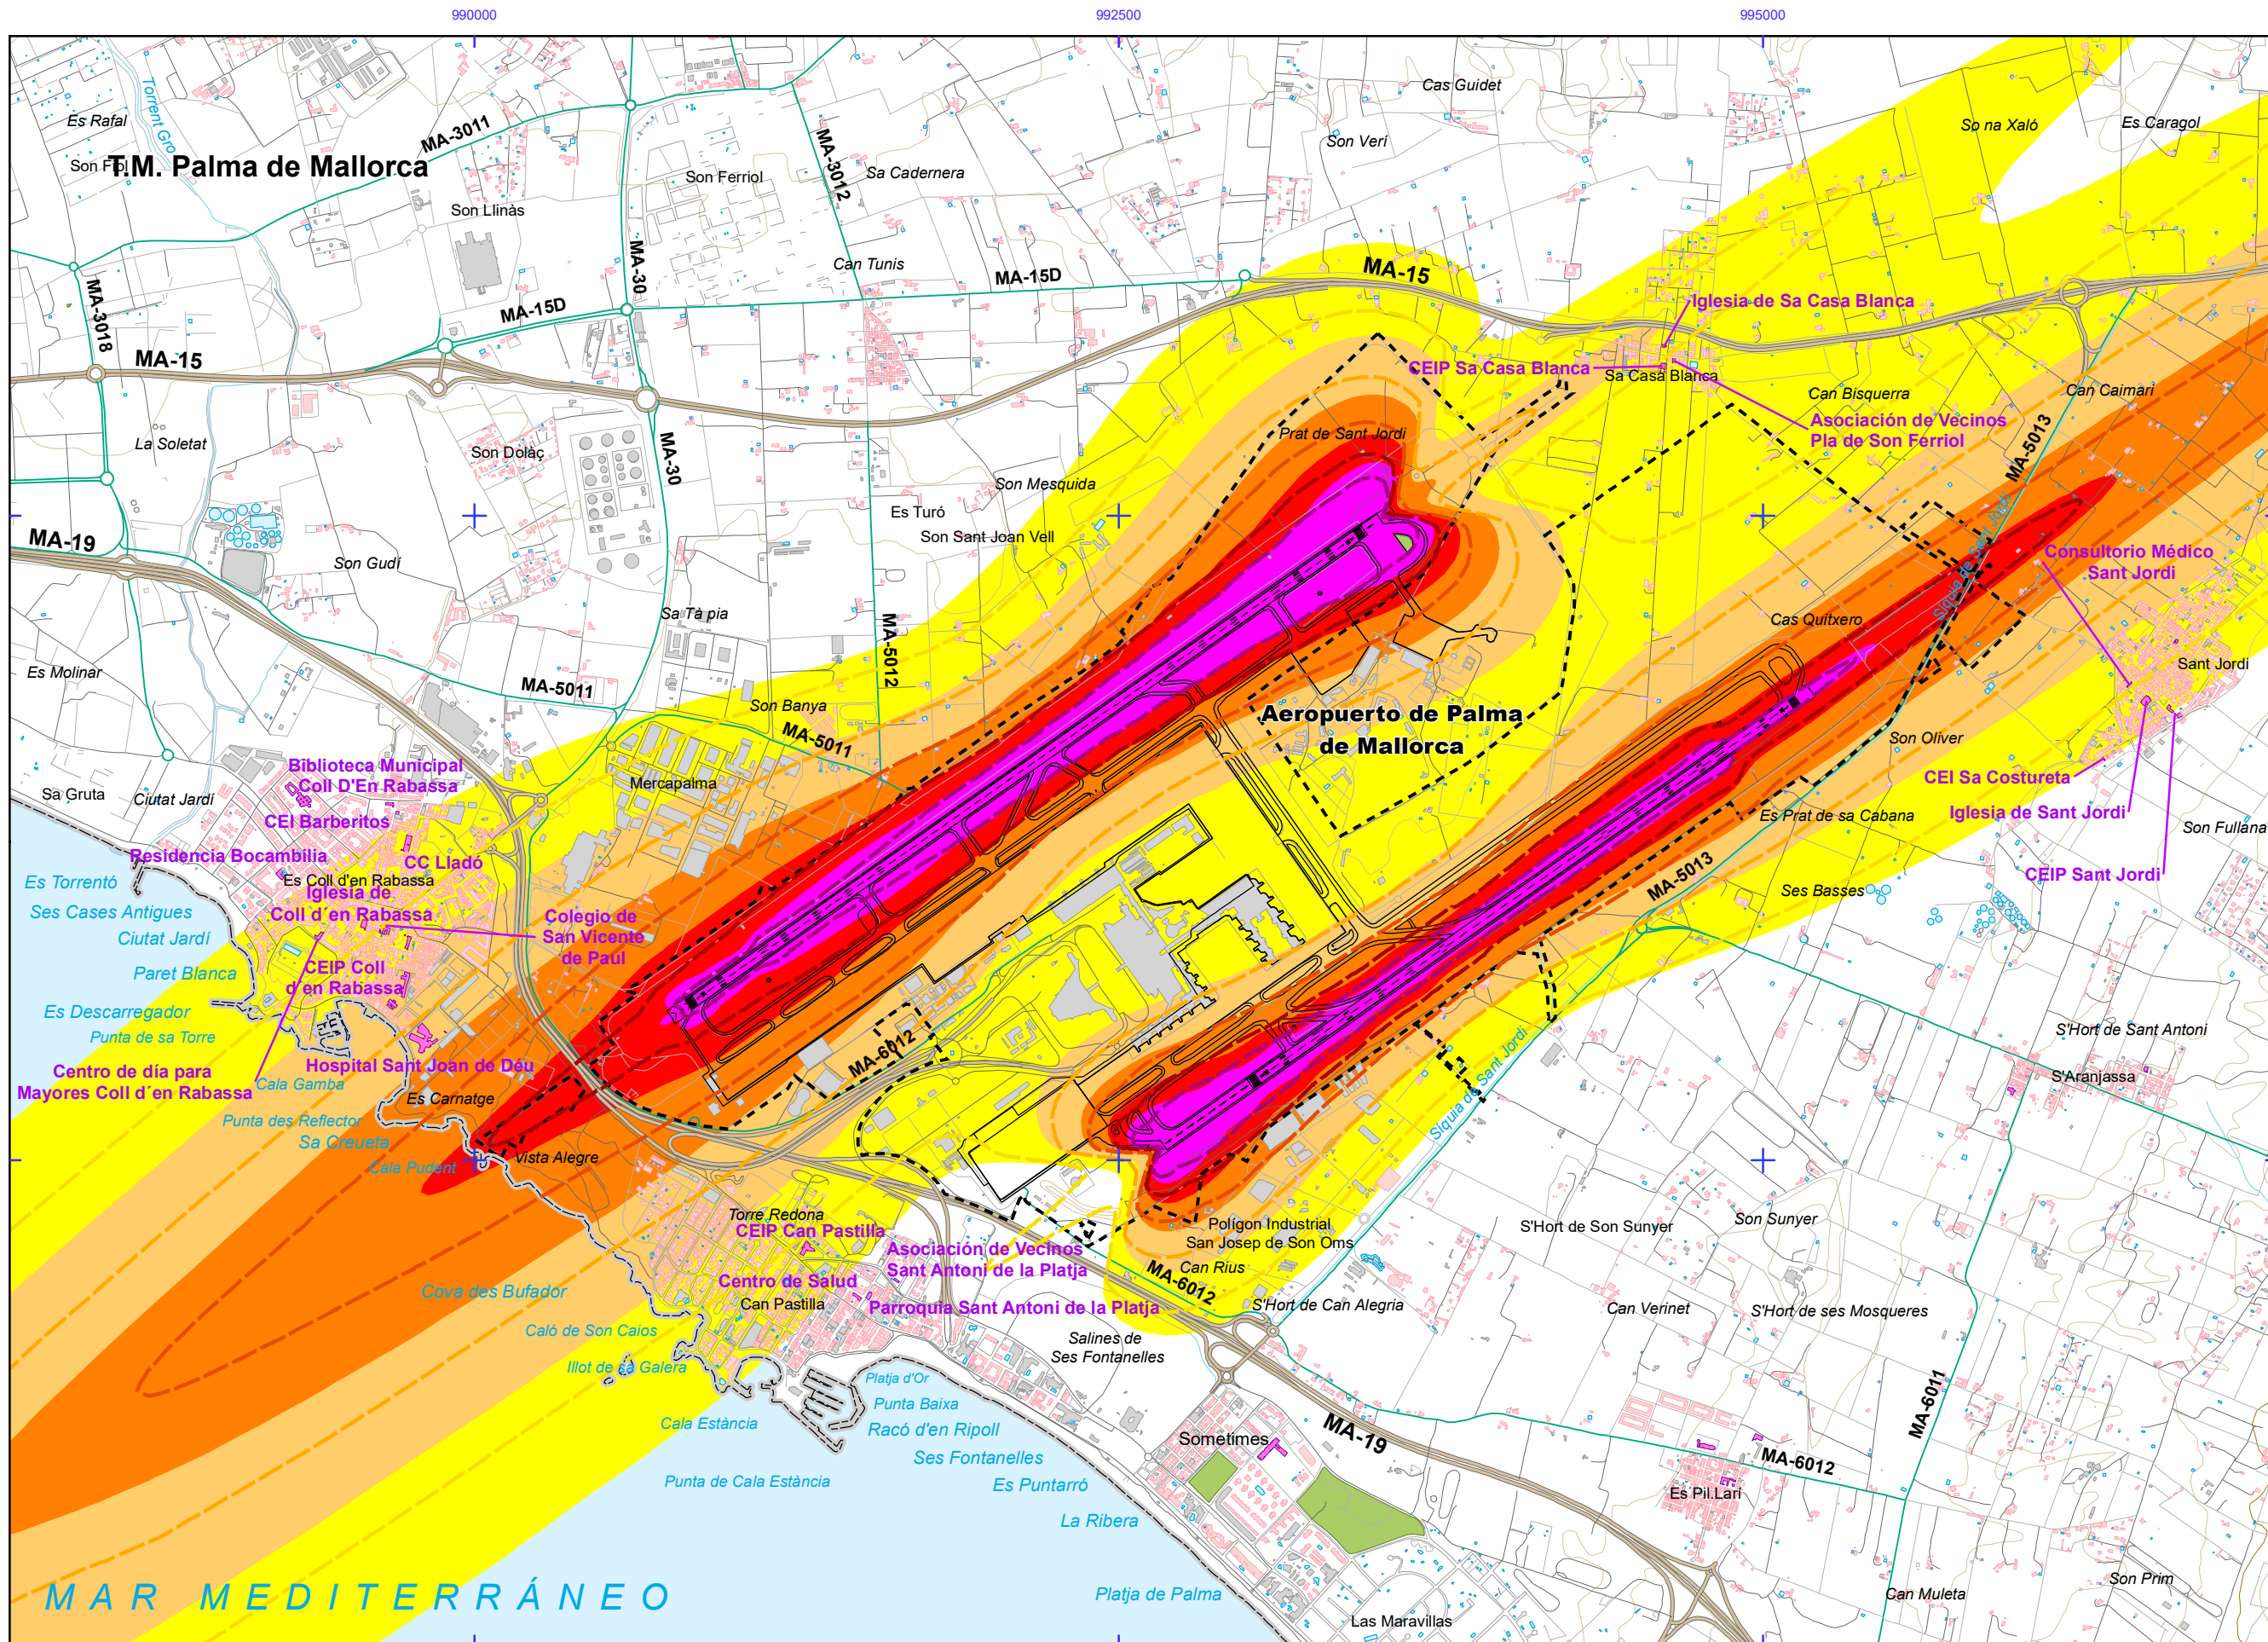 990000
992500
995000
Torrent Gro
Es Rafal
T.M. Palma de Mallorca
MA-3011
MA-3012
Son Ferriol
Sa Cadernera
Son Verí
Cas Guidet
So na Xaló
Es Caragol
Son Llinàs
MA-30
Can Tunis
MA-15D
MA-15
MA-3018
MA-15D
MA-15
Iglesia de Sa Casa Blanca
CEIP Sa Casa Blanca
Sa Casa Blanca
Can Bisquerra
Can Caimari
Asociación de Vecinos
Pla de Son Ferriol
MA-5013
La Soletat
Son Dolaç
MA-30
Prat de Sant Jordi
Son Mesquida
Es Turó
Son Sant Joan Vell
MA-19
Son Gudí
Sa Tà pia
MA-5012
Síquia de Sant Jordi
Consultorio Médico
Sant Jordi
Cas Quitxero
Sant Jordi
Es Molinar
MA-5011
Son Banya
MA-5011
Aeropuerto de Palma
de Mallorca
Son Oliver
CEI Sa Costureta
Iglesia de Sant Jordi
Son Fullana
CEIP Sant Jordi
Es Prat de sa Cabana
MA-5013
Ses Basses
Mercapalma
Sa Gruta
Ciutat Jardí
Biblioteca Municipal
Coll D'En Rabassa
CEI Barberitos
Residencia Bocambilia
CC Lladó
Es Coll d'en Rabassa
Iglesia de
Coll d´en Rabassa
Colegio de
San Vicente
de Paul
CEIP Coll
d´en Rabassa
Es Torrentó
Ses Cases Antigues
Ciutat Jardí
Paret Blanca
Es Descarregador
Punta de sa Torre
Centro de día para
Mayores Coll d´en Rabassa
Hospital Sant Joan de Déu
Cala Gamba
Es Carnatge
Punta des Reflector
Sa Creueta
Cala Pudent
Vista Alegre
MA-6012
Síquia de Sant Jordi
S'Hort de Sant Antoni
S'Aranjassa
Torre Redona
CEIP Can Pastilla
Asociación de Vecinos
Sant Antoni de la Platja
Centro de Salud
Can Pastilla
Parroquia Sant Antoni de la Platja
Polígon Industrial
San Josep de Son Oms
Can Rius
MA-6012
S'Hort de Can Alegria
S'Hort de Son Sunyer
Son Sunyer
Can Verinet
S'Hort de ses Mosqueres
Salines de
Ses Fontanelles
Cova des Bufador
Caló de Son Caios
Illot de sa Galera
Platja d'Or
Punta Baixa
Racó d'en Ripoll
Cala Estància
Ses Fontanelles
Punta de Cala Estància
Es Puntarró
La Ribera
Sometimes
MA-19
MA-6011
MA-6012
Es Pil.Larí
MAR MEDITERRÁNEO
Platja de Palma
Las Maravillas
Can Muleta
Son Prim